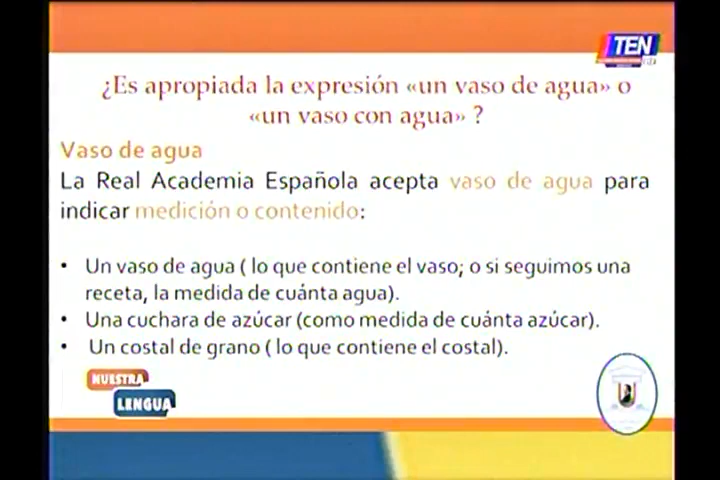 TEN
¿Es apropiada la expresión «un vaso de agua» o
«un vaso con agua» ?
Vaso de agua
La Real Academia Española acepta vaso de agua para
indicar medición o contenido:
• Un vaso de agua ( lo que contiene el vaso; o si seguimos una
receta, la medida de cuánta agua).
• Una cuchara de azúcar (como medida de cuánta azúcar).
• Un costal de grano ( lo que contiene el costal).
NUESTRA
LENGUA